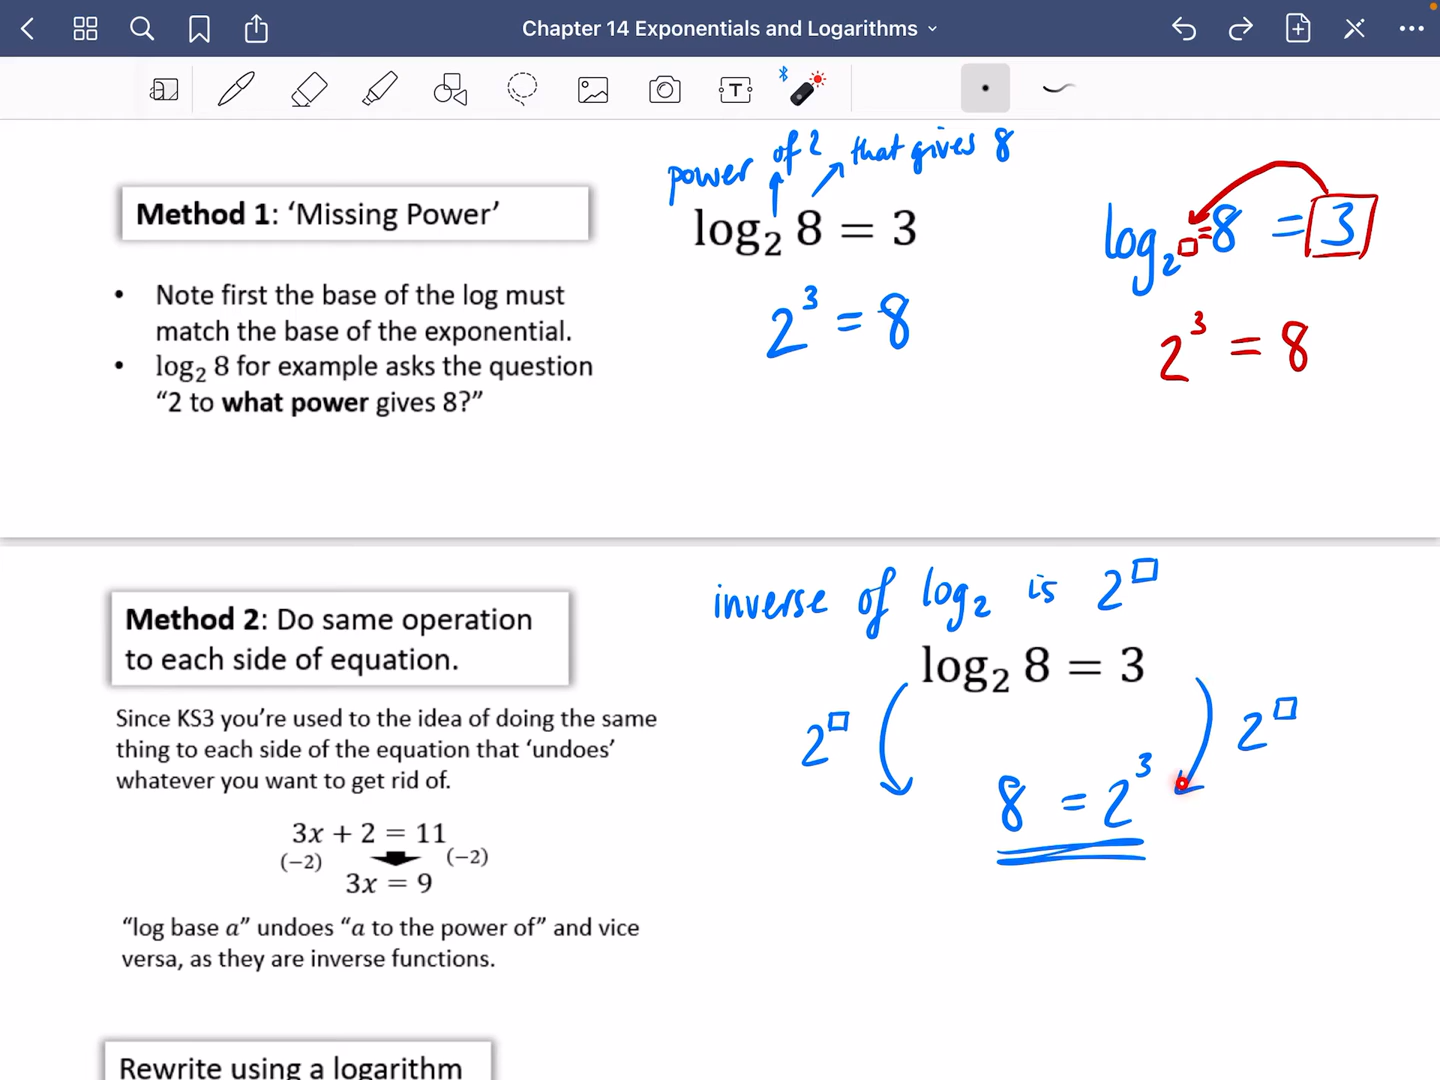 Chapter 14 Exponentials and Logarithms
power of 2 that gives 8
Method 1: ‘Missing Power’
log₂ 8 = 3
log₂□=8 = 3
2³ = 8
2³ = 8
• Note first the base of the log must
match the base of the exponential.
• log₂ 8 for example asks the question
“2 to what power gives 8?”
inverse of log₂ is 2^□
Method 2: Do same operation
to each side of equation.
log₂ 8 = 3
2^□
2^□
8 = 2³
Since KS3 you’re used to the idea of doing the same
thing to each side of the equation that ‘undoes’
whatever you want to get rid of.
3x + 2 = 11
(−2) (−2)
3x = 9
“log base a” undoes “a to the power of” and vice
versa, as they are inverse functions.
Rewrite using a logarithm